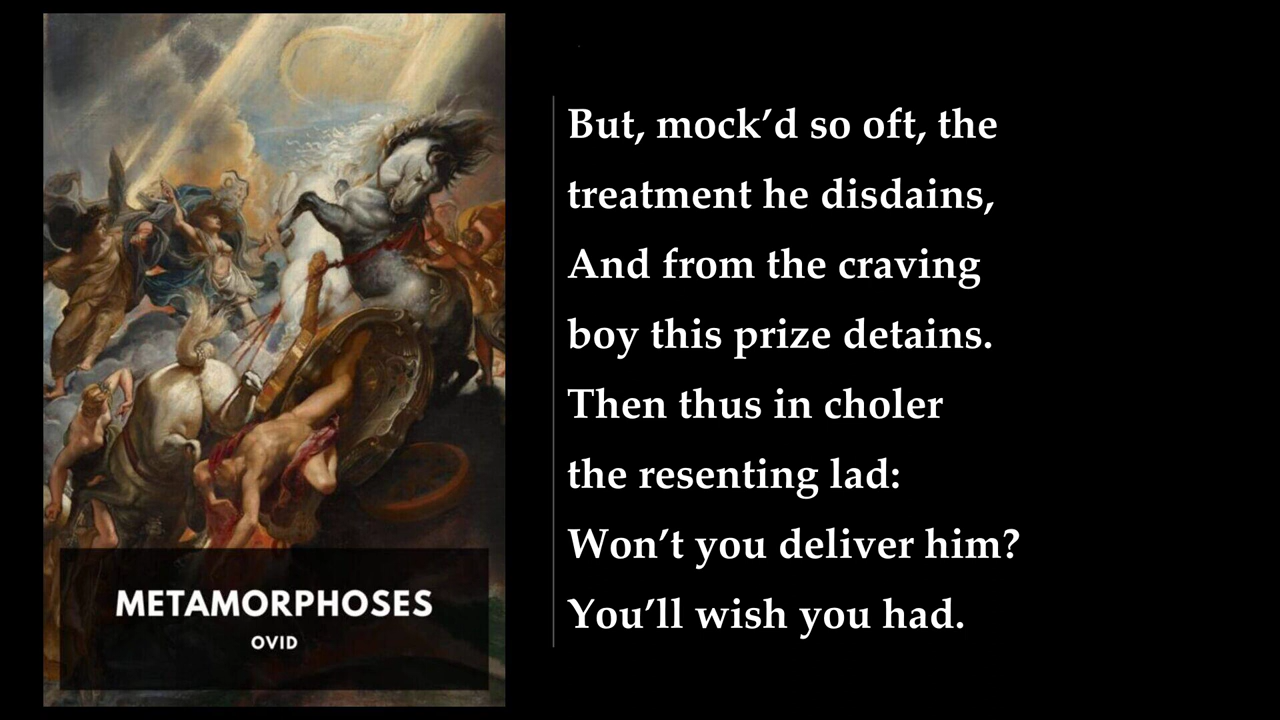 METAMORPHOSES
OVID
But, mock’d so oft, the
treatment he disdains,
And from the craving
boy this prize detains.
Then thus in choler
the resenting lad:
Won’t you deliver him?
You’ll wish you had.